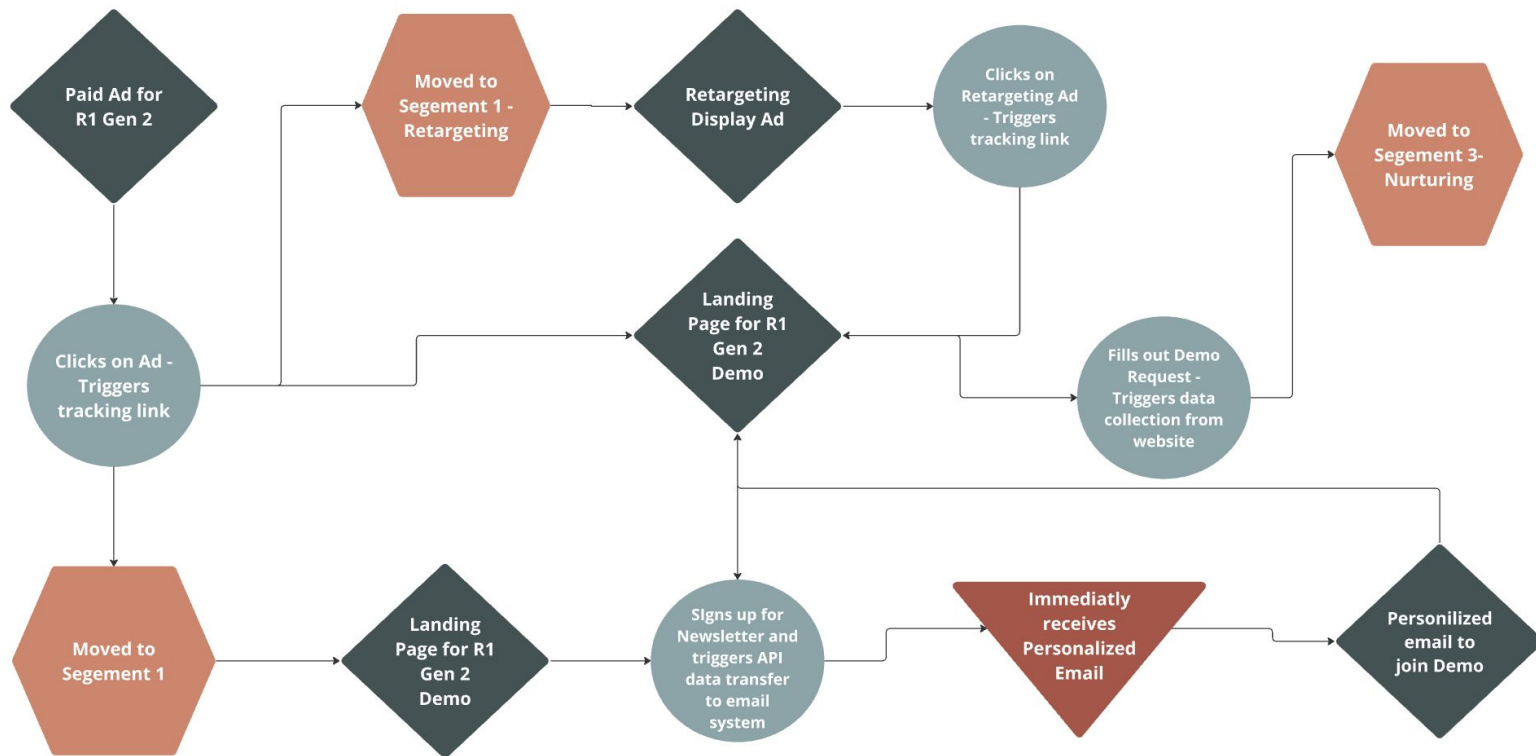 Paid Ad for
R1 Gen 2
Moved to
Segement 1 -
Retargeting
Retargeting
Display Ad
Clicks on
Retargeting Ad
- Triggers
tracking link
Moved to
Segement 3-
Nurturing
Clicks on Ad -
Triggers
tracking link
Landing
Page for R1
Gen 2
Demo
Fills out Demo
Request -
Triggers data
collection from
website
Moved to
Segement 1
Landing
Page for R1
Gen 2
Demo
SIgns up for
Newsletter and
triggers API
data transfer
to email
system
Immediatly
receives
Personalized
Email
Personilized
email to
join Demo